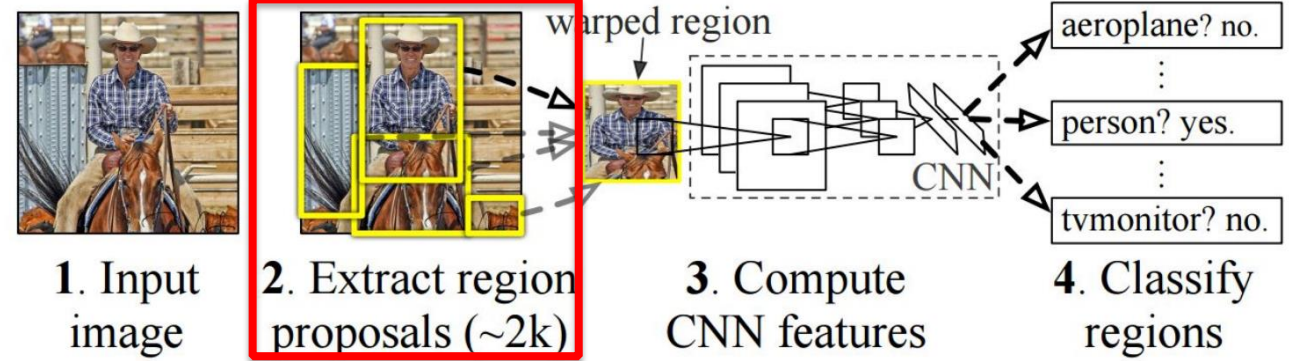 warped region
aeroplane? no.
⋮
person? yes.
⋮
tvmonitor? no.
CNN
1. Input
image
2. Extract region
proposals (~2k)
3. Compute
CNN features
4. Classify
regions